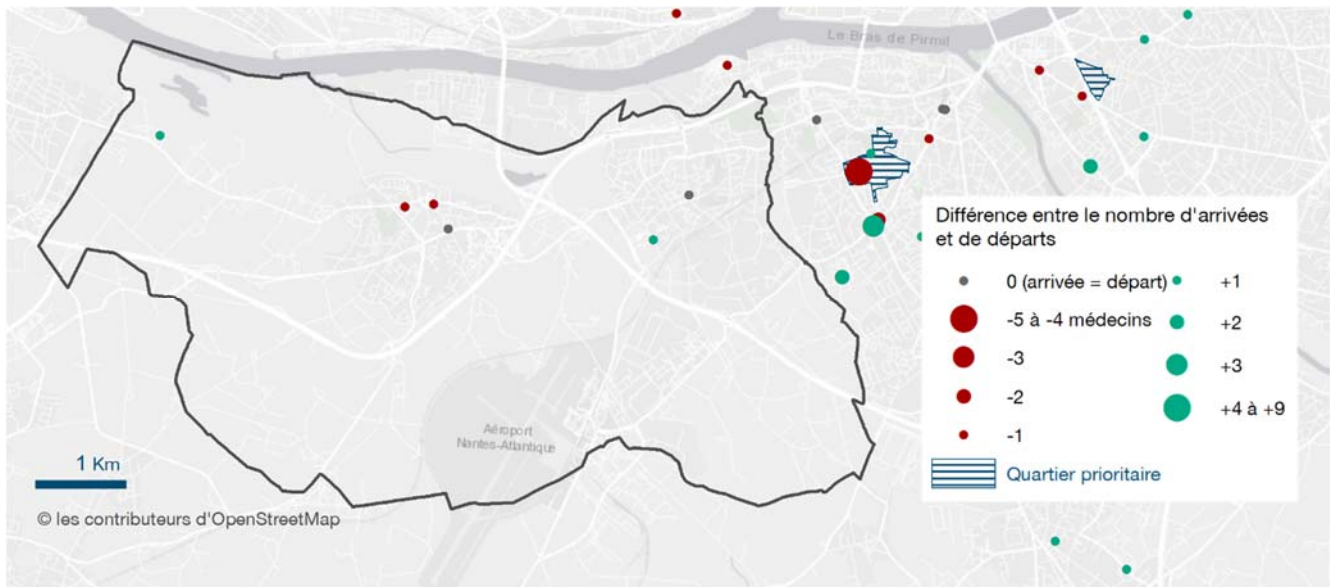 Le Bras de Pirmil
Différence entre le nombre d'arrivées
et de départs
0 (arrivée = départ)
+1
-5 à -4 médecins
+2
-3
+3
-2
+4 à +9
-1
Quartier prioritaire
Aéroport
Nantes-Atlantique
1 Km
© les contributeurs d'OpenStreetMap